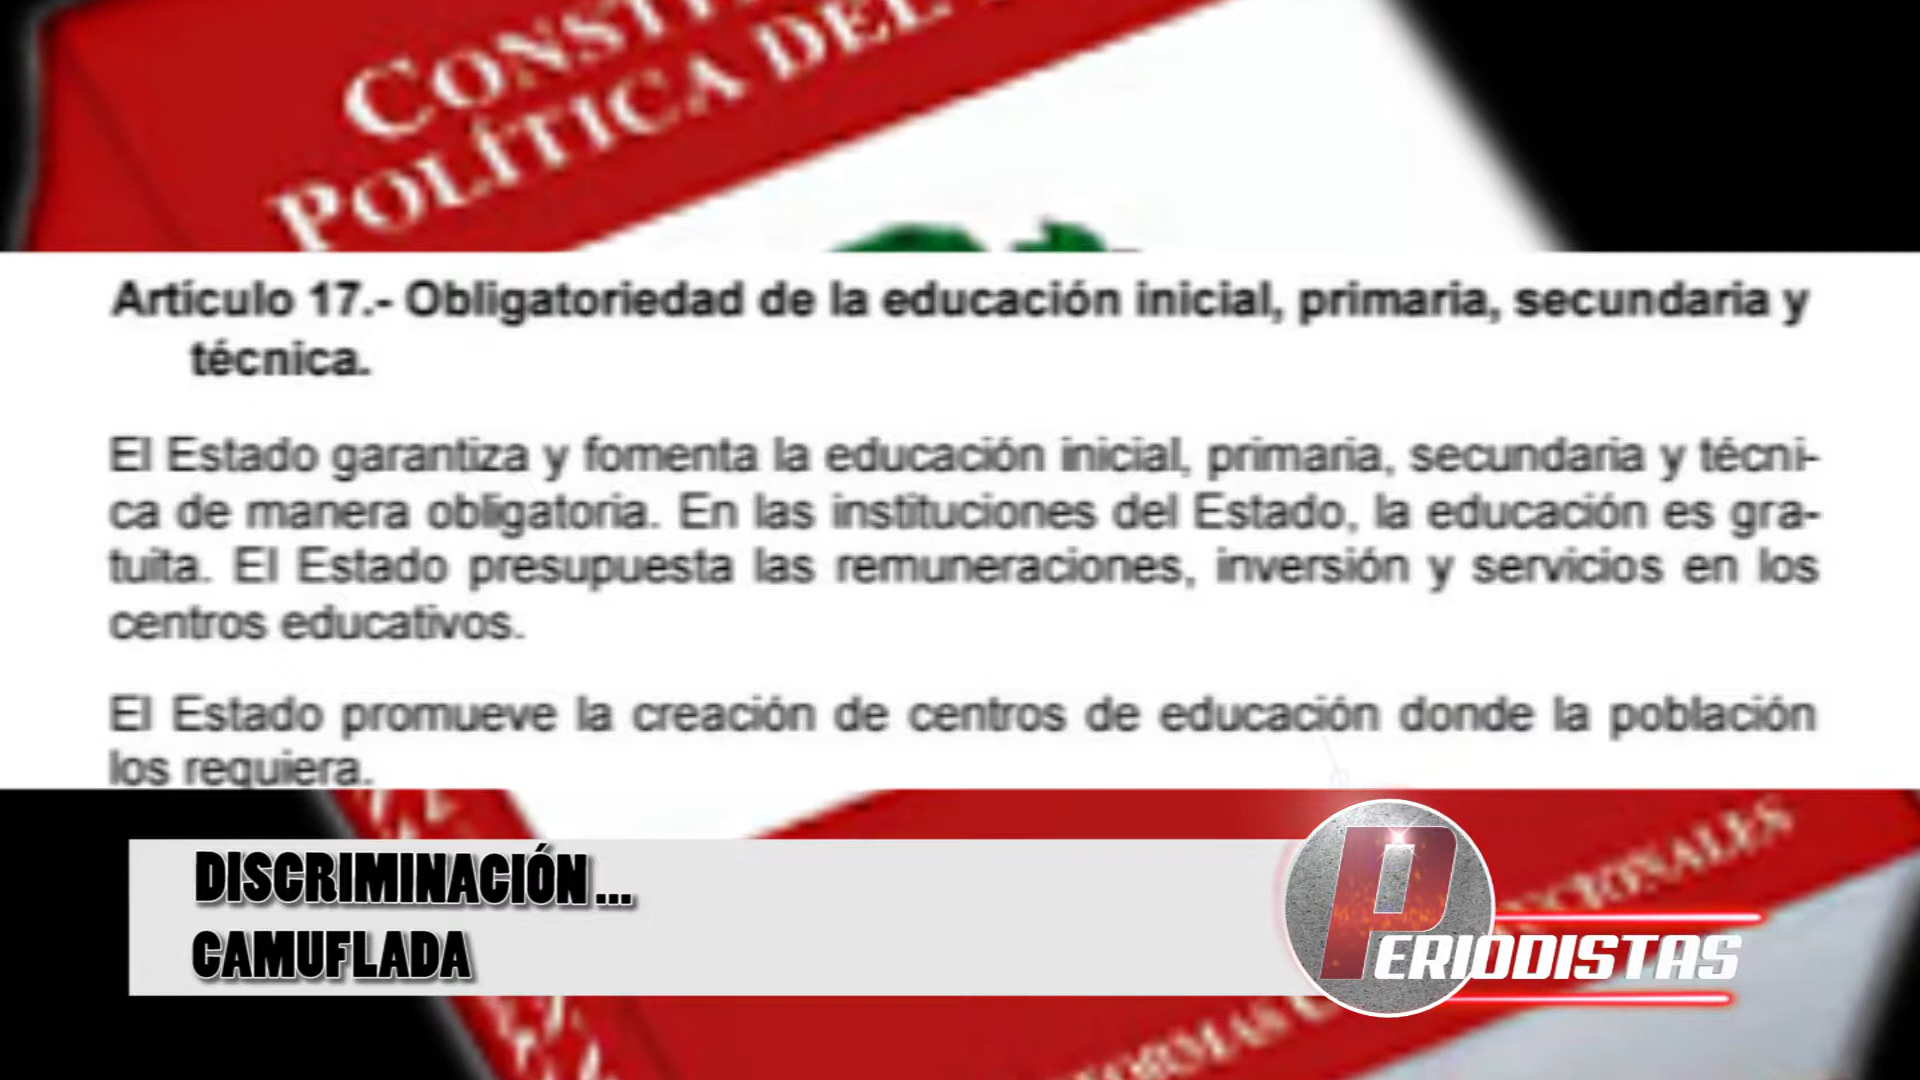 POLÍTICA DEL
Artículo 17.- Obligatoriedad de la educación inicial, primaria, secundaria y
técnica.
El Estado garantiza y fomenta la educación inicial, primaria, secundaria y técni-
ca de manera obligatoria. En las instituciones del Estado, la educación es gra-
tuita. El Estado presupuesta las remuneraciones, inversión y servicios en los
centros educativos.
El Estado promueve la creación de centros de educación donde la población
los requiera.
DISCRIMINACIÓN...
CAMUFLADA
PERIODISTAS